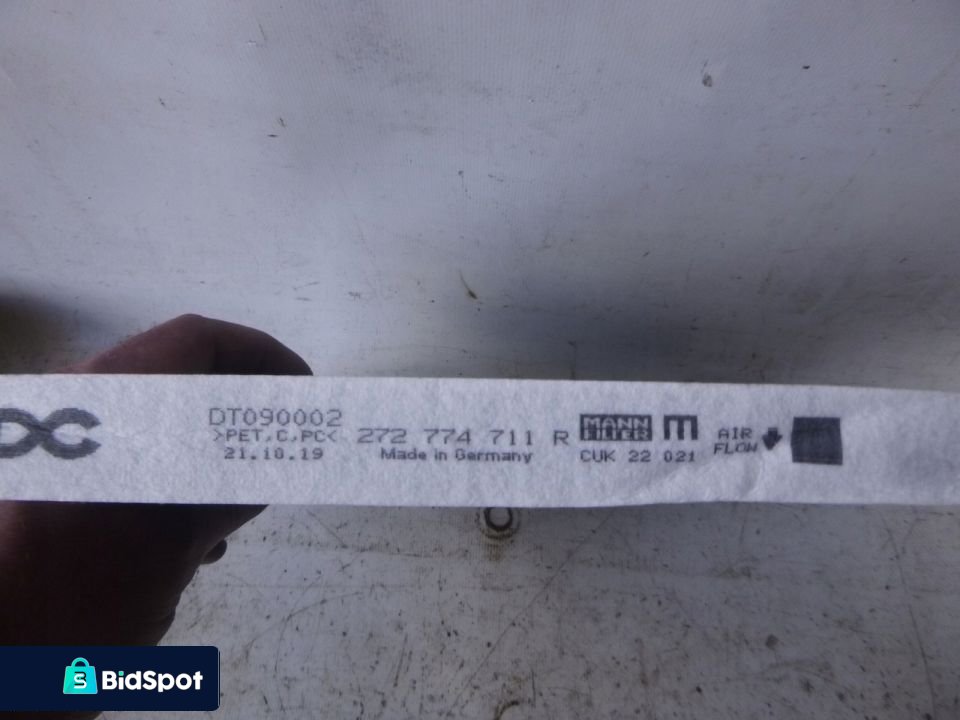 DC
DT090002
>PET,C,PC<
21.10.19
272 774 711 R
Made in Germany
MANN
FILTER
CUK 22 021
AIR
FLOW
BidSpot